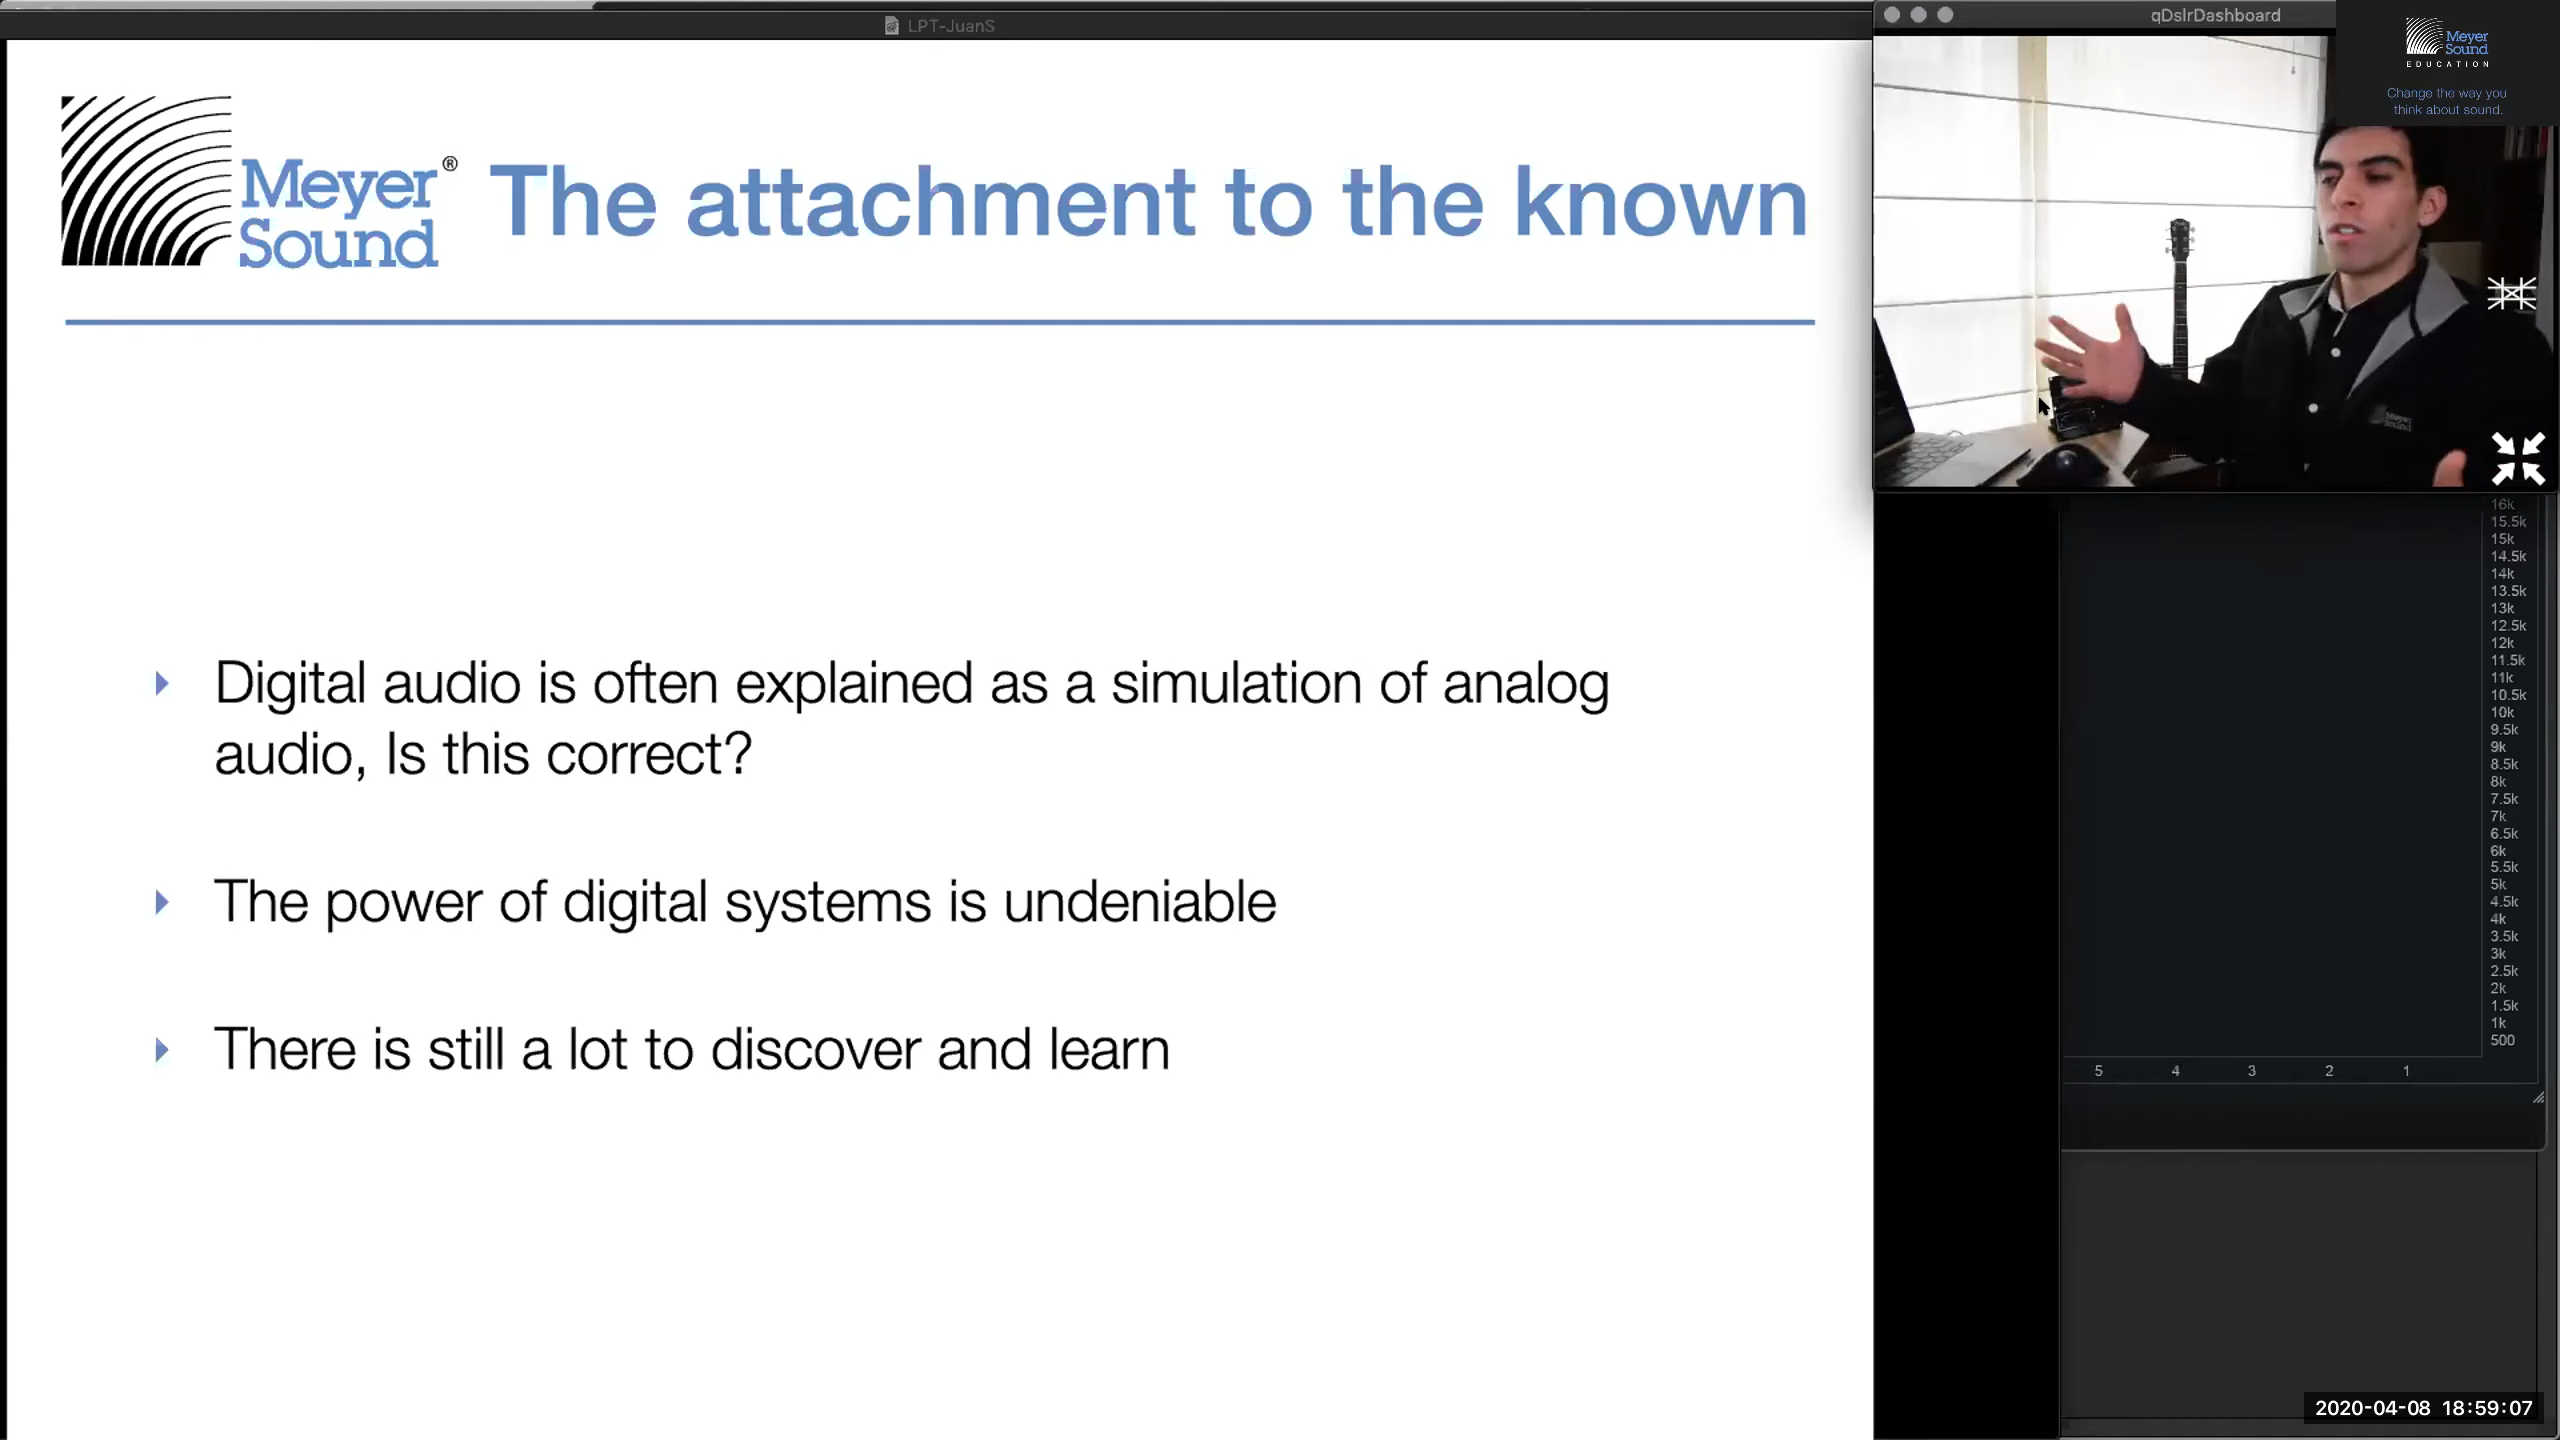 LPT-JuanS
qDslrDashboard
Meyer
Sound
EDUCATION
Change the way you
think about sound.
Meyer®
Sound
The attachment to the known
Digital audio is often explained as a simulation of analog
audio, Is this correct?
The power of digital systems is undeniable
There is still a lot to discover and learn
Meyer
Sound
16k
15.5k
15k
14.5k
14k
13.5k
13k
12.5k
12k
11.5k
11k
10.5k
10k
9.5k
9k
8.5k
8k
7.5k
7k
6.5k
6k
5.5k
5k
4.5k
4k
3.5k
3k
2.5k
2k
1.5k
1k
500
5 4 3 2 1
2020-04-08 18:59:07